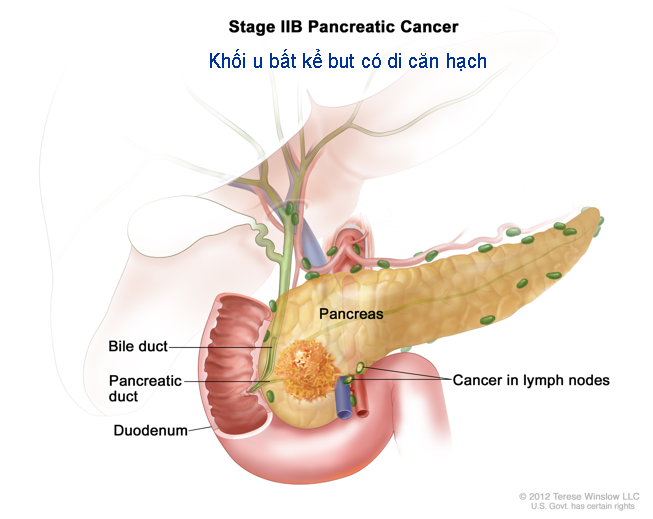 Stage IIB Pancreatic Cancer
Khối u bất kể but có di căn hạch
Pancreas
Bile duct
Pancreatic
duct
Cancer in lymph nodes
Duodenum
© 2012 Terese Winslow LLC
U.S. Govt. has certain rights